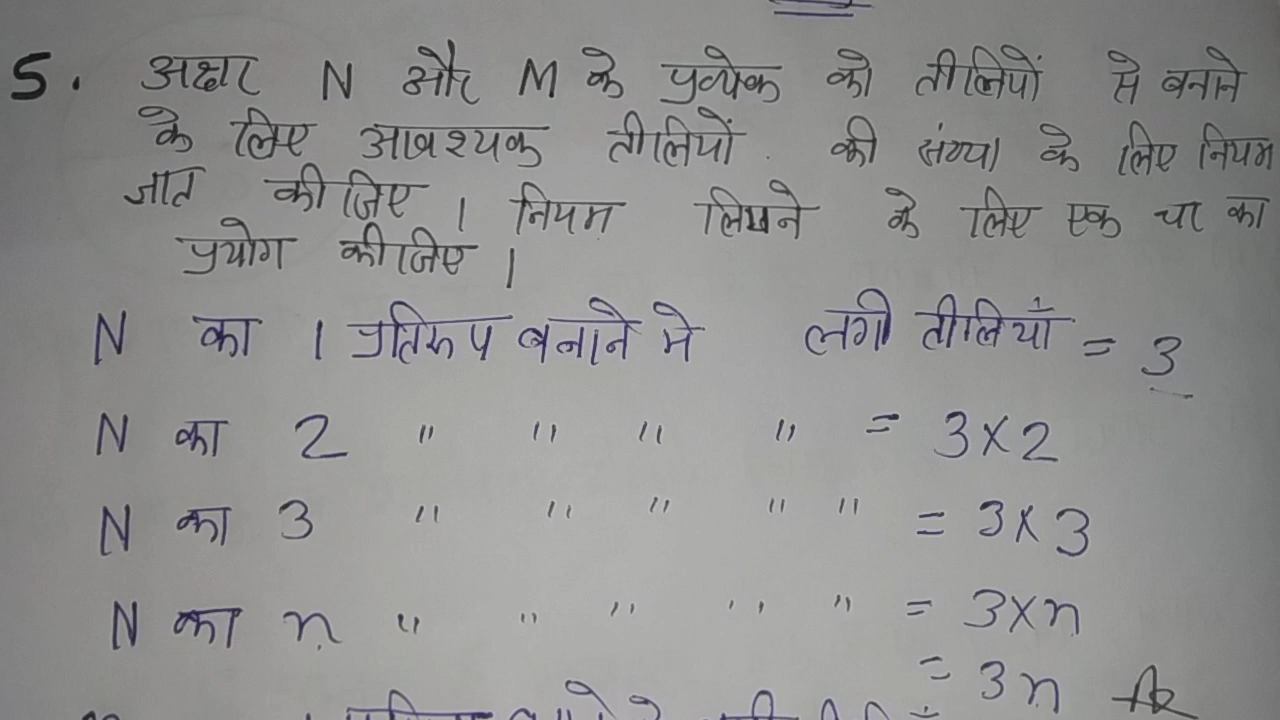 5. अक्षर N और M के प्रत्येक को तीलियों से बनाने
के लिए आवश्यक तीलियों की संख्या के लिए नियम
ज्ञात कीजिए । नियम लिखने के लिए एक चर का
प्रयोग कीजिए ।
N का 1 प्रतिरूप बनाने मे लगी तीलियाँ = 3
N का 2 " " " " = 3×2
N का 3 " " " " " = 3×3
N का n " " " " " = 3×n
= 3n